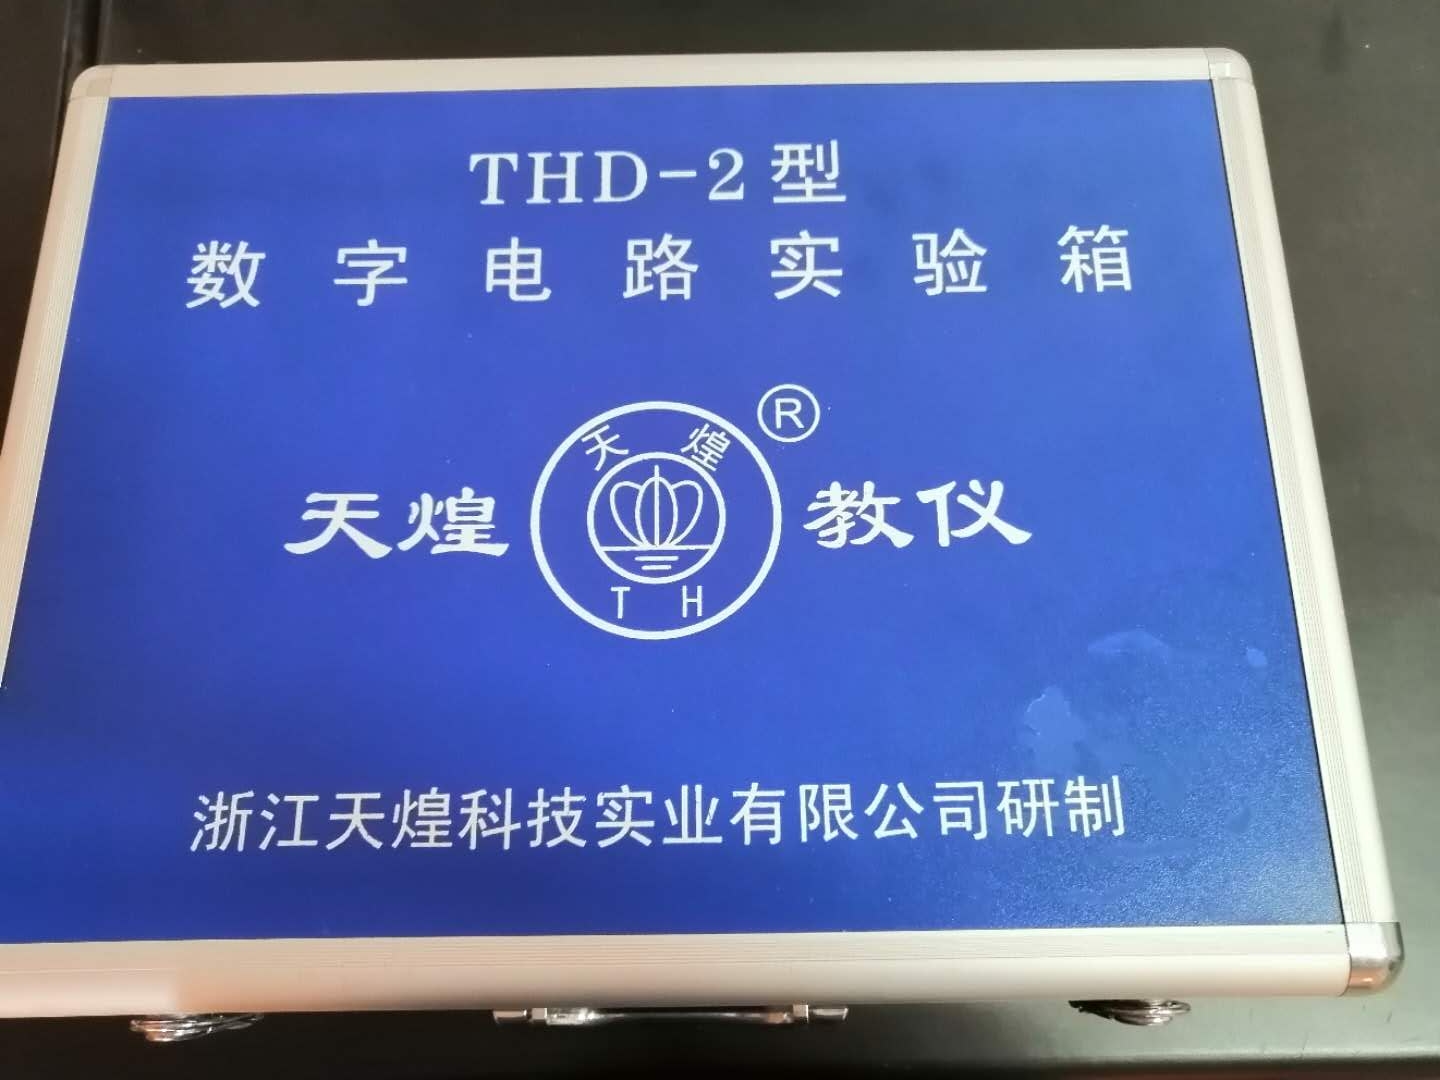 THD-2型
数字电路实验箱
®
天煌
天煌 教仪
TH
浙江天煌科技实业有限公司研制